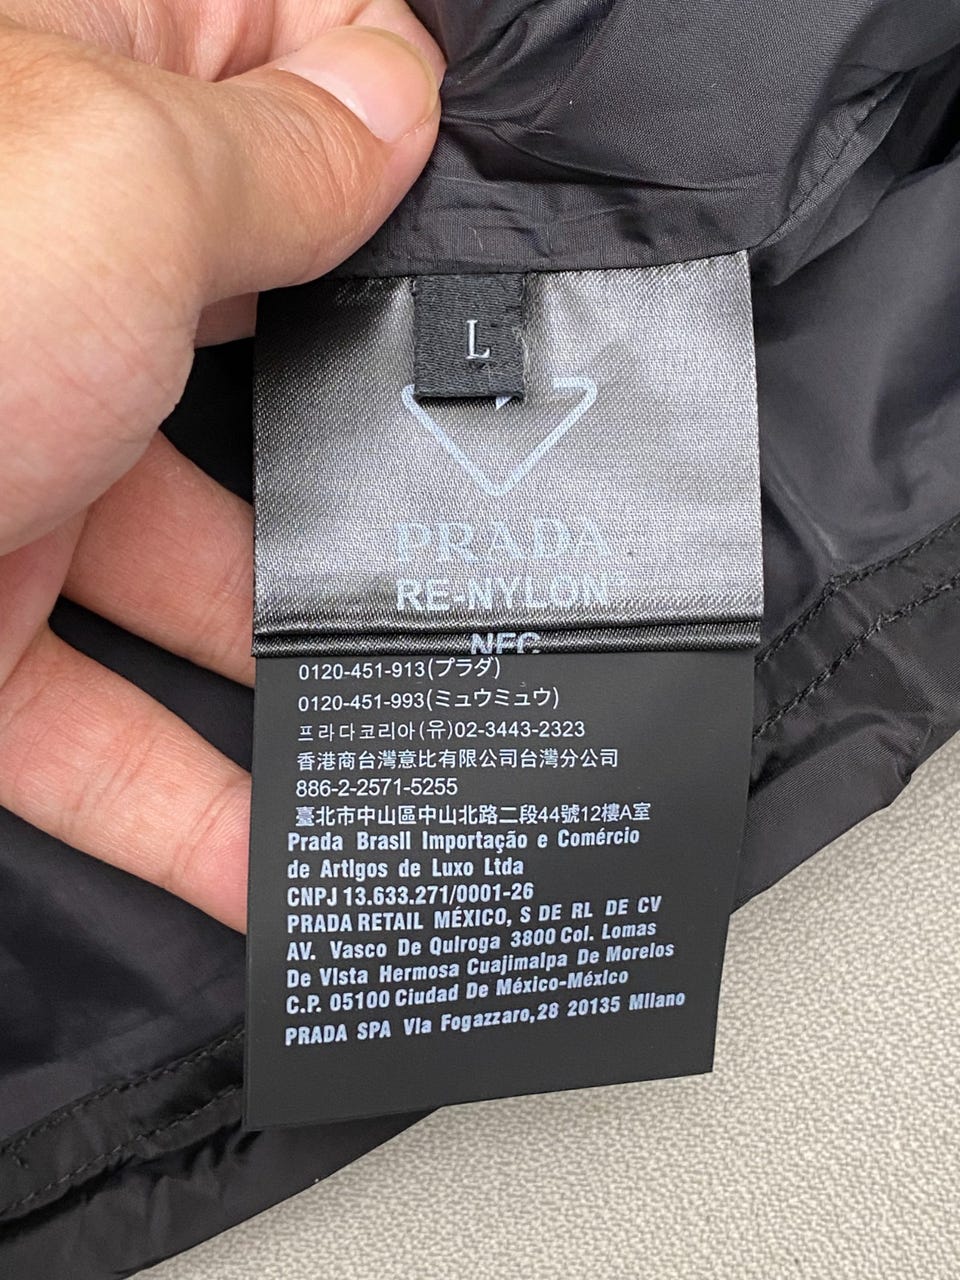 L
PRADA
RE-NYLON™
NFC
0120-451-913(プラダ)
0120-451-993(ミュウミュウ)
프라다코리아(유)02-3443-2323
香港商台灣意比有限公司台灣分公司
886-2-2571-5255
臺北市中山區中山北路二段44號12樓A室
Prada Brasil Importação e Comércio
de Artigos de Luxo Ltda
CNPJ 13.633.271/0001-26
PRADA RETAIL MÉXICO, S DE RL DE CV
AV. Vasco De Quiroga 3800 Col. Lomas
De Vista Hermosa Cuajimalpa De Morelos
C.P. 05100 Ciudad De México-México
PRADA SPA Via Fogazzaro,28 20135 Milano